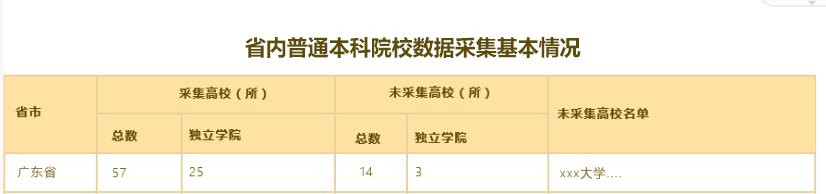 省内普通本科院校数据采集基本情况
省市 采集高校（所） 未采集高校（所） 未采集高校名单
总数 独立学院 总数 独立学院
广东省 57 25 14 3 xxx大学....